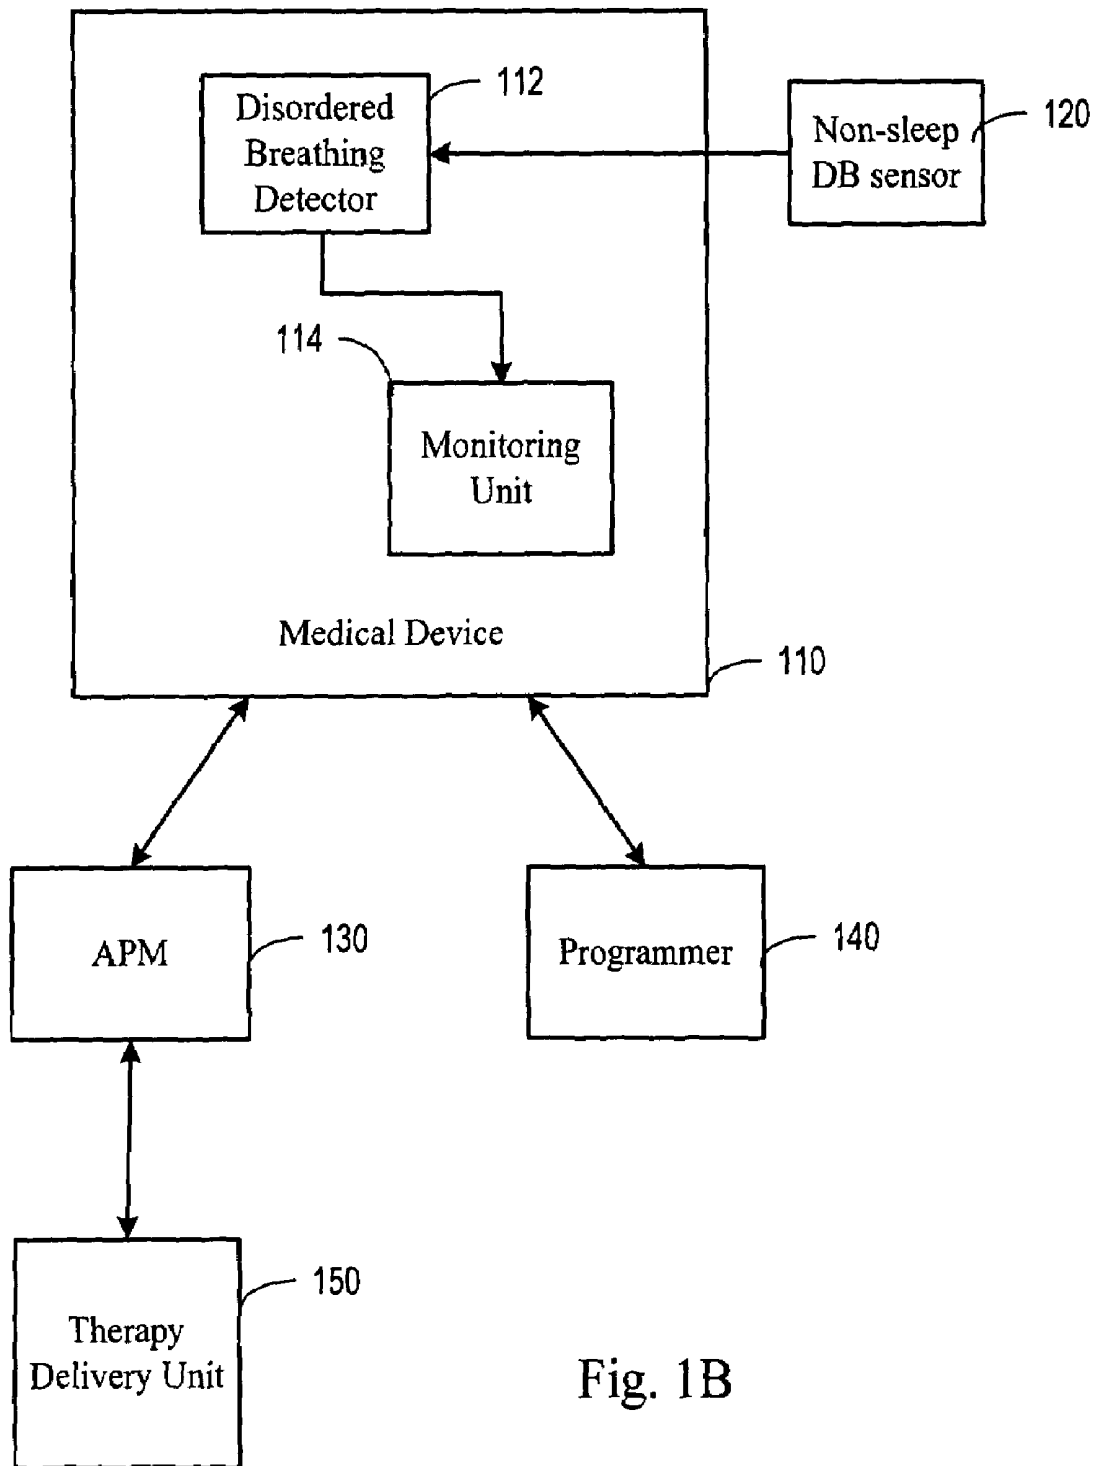 112
Disordered
Breathing
Detector
Non-sleep
DB sensor
120
114
Monitoring
Unit
Medical Device
110
APM
130
Programmer
140
Therapy
Delivery Unit
150
Fig. 1B